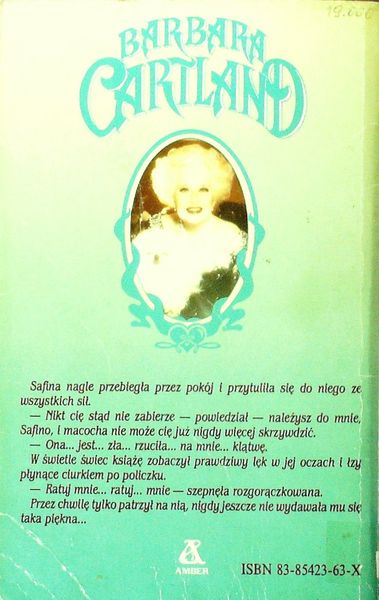 19.000
BARBARA
CARTLAND
Safina nagle przebiegła przez pokój i przytuliła się do niego ze
wszystkich sił.
— Nikt cię stąd nie zabierze — powiedział — należysz do mnie,
Safino, i macocha nie może cię już nigdy więcej skrzywdzić.
— Ona... jest... zła... rzuciła... na mnie... klątwę.
W świetle świec książę zobaczył prawdziwy lęk w jej oczach i łzy
płynące ciurkiem po policzku.
— Ratuj mnie... ratuj... mnie — szepnęła rozgorączkowana.
Przez chwilę tylko patrzył na nią, nigdy jeszcze nie wydawała mu się
taka piękna...
AMBER
ISBN 83-85423-63-X